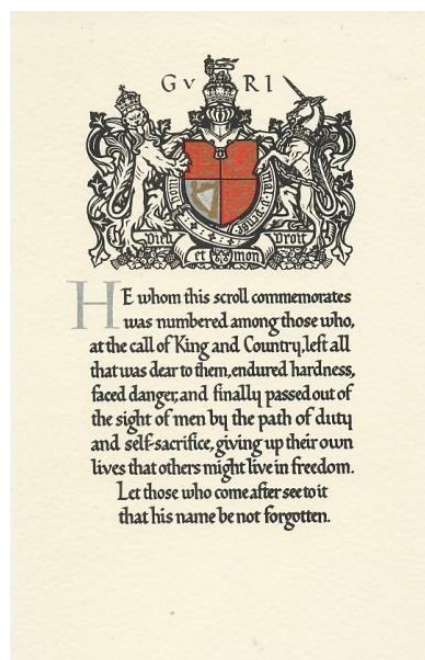 G V R I
Honi soit qui mal y pense
Dieu et mon Droit
HE whom this scroll commemorates
was numbered among those who,
at the call of King and Country, left all
that was dear to them, endured hardness,
faced danger, and finally passed out of
the sight of men by the path of duty
and self-sacrifice, giving up their own
lives that others might live in freedom.
Let those who come after see to it
that his name be not forgotten.